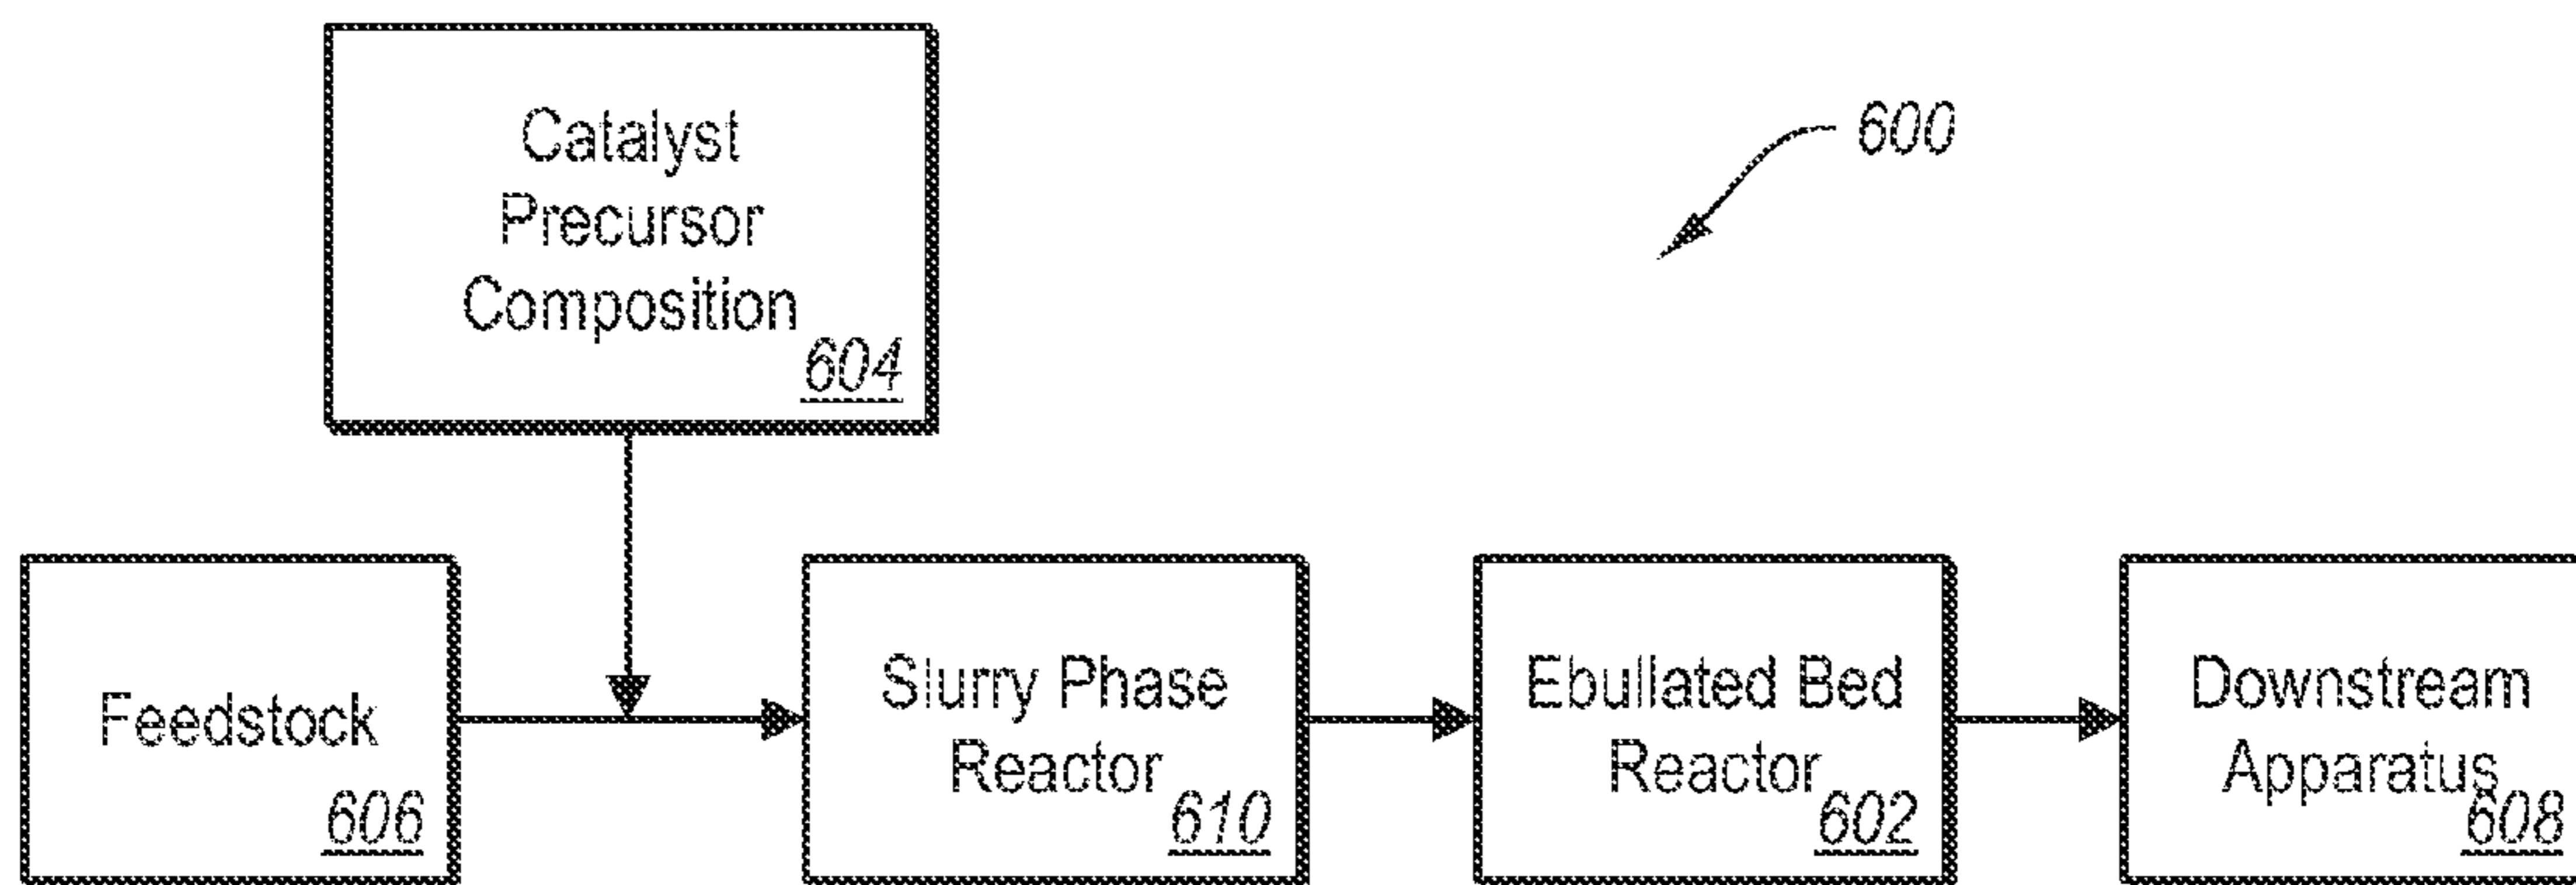 Catalyst
Precursor
Composition
604
600
Feedstock
606
Slurry Phase
Reactor
610
Ebullated Bed
Reactor
602
Downstream
Apparatus
608